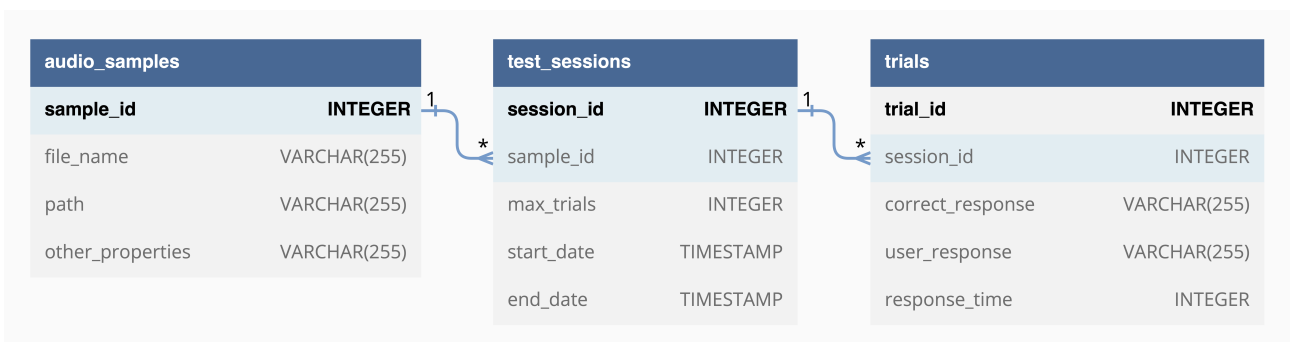 audio_samples
sample_id INTEGER
file_name VARCHAR(255)
path VARCHAR(255)
other_properties VARCHAR(255)
1
*
test_sessions
session_id INTEGER
sample_id INTEGER
max_trials INTEGER
start_date TIMESTAMP
end_date TIMESTAMP
1
*
trials
trial_id INTEGER
session_id INTEGER
correct_response VARCHAR(255)
user_response VARCHAR(255)
response_time INTEGER